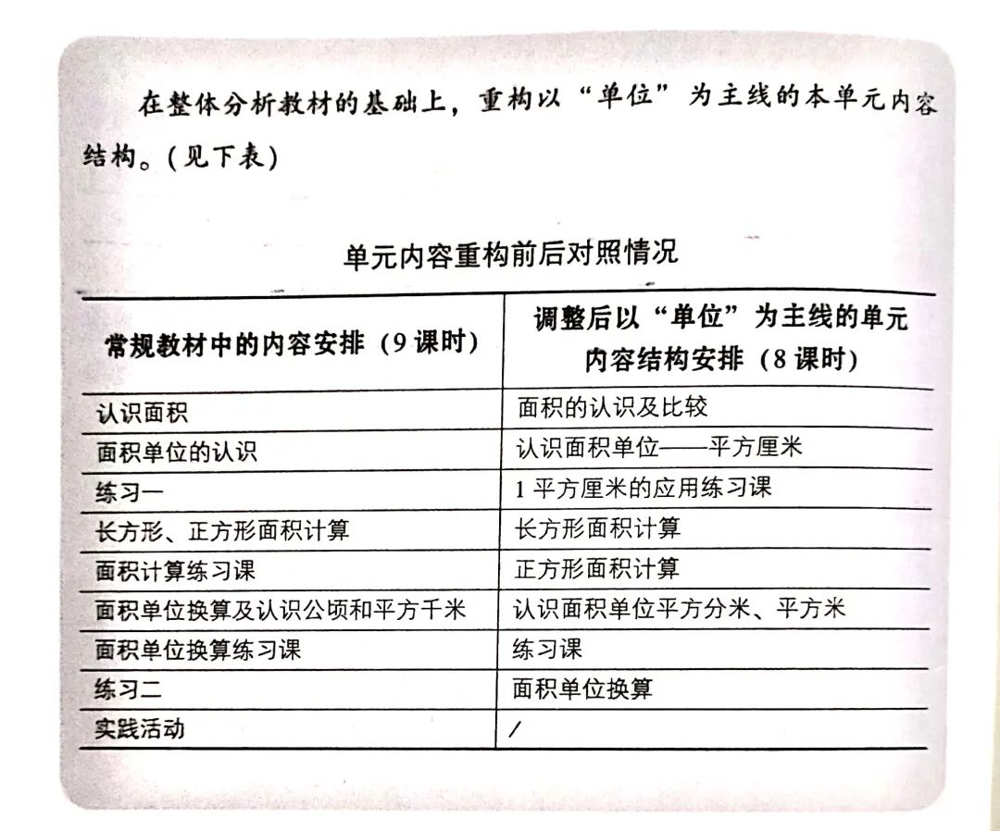 在整体分析教材的基础上，重构以“单位”为主线的本单元内容
结构。(见下表)
单元内容重构前后对照情况
常规教材中的内容安排（9课时） 调整后以“单位”为主线的单元
内容结构安排（8课时）
认识面积 面积的认识及比较
面积单位的认识 认识面积单位——平方厘米
练习一 1平方厘米的应用练习课
长方形、正方形面积计算 长方形面积计算
面积计算练习课 正方形面积计算
面积单位换算及认识公顷和平方千米 认识面积单位平方分米、平方米
面积单位换算练习课 练习课
练习二 面积单位换算
实践活动 /